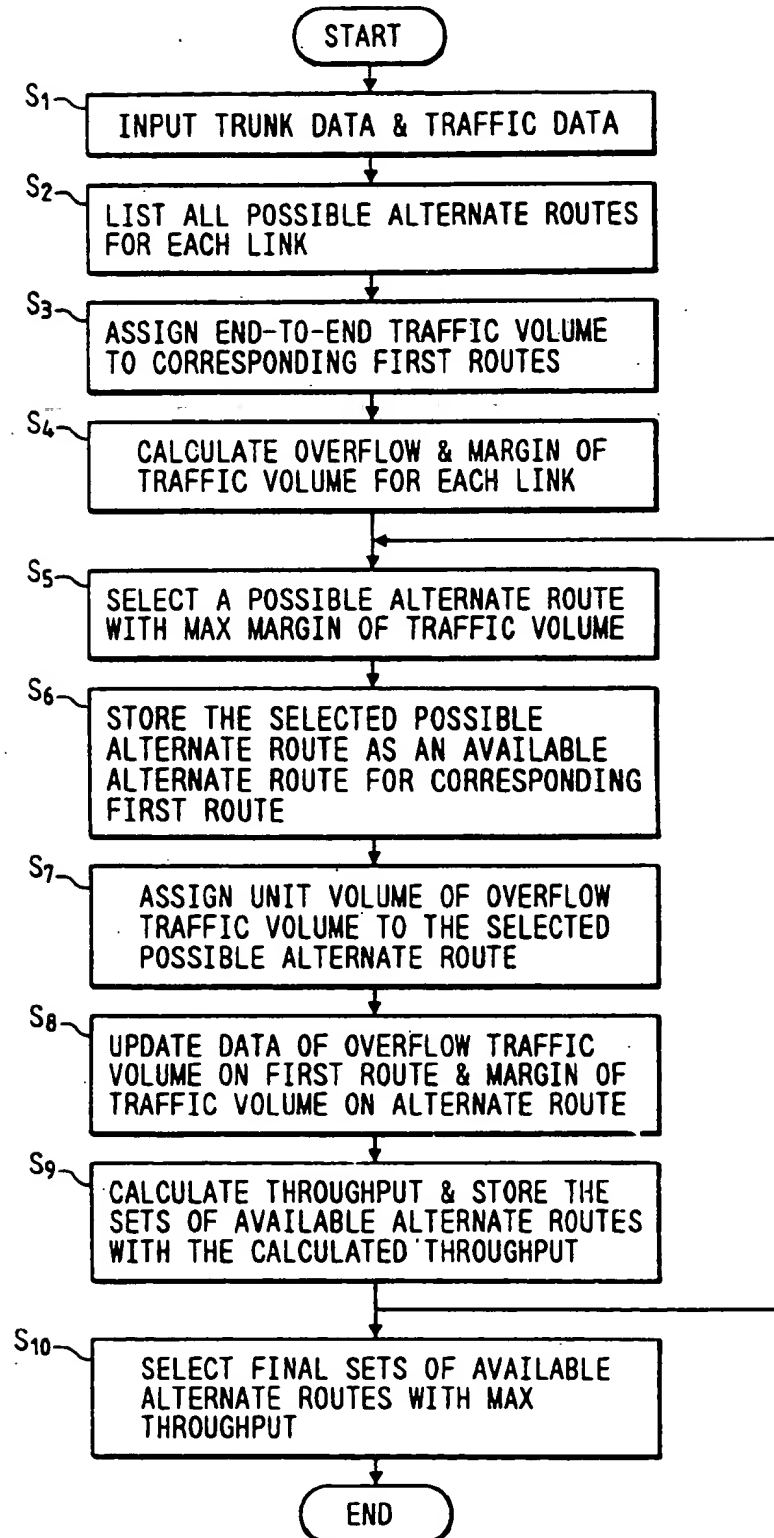 START
S1
INPUT TRUNK DATA & TRAFFIC DATA
S2
LIST ALL POSSIBLE ALTERNATE ROUTES
FOR EACH LINK
S3
ASSIGN END-TO-END TRAFFIC VOLUME
TO CORRESPONDING FIRST ROUTES
S4
CALCULATE OVERFLOW & MARGIN OF
TRAFFIC VOLUME FOR EACH LINK
S5
SELECT A POSSIBLE ALTERNATE ROUTE
WITH MAX MARGIN OF TRAFFIC VOLUME
S6
STORE THE SELECTED POSSIBLE
ALTERNATE ROUTE AS AN AVAILABLE
ALTERNATE ROUTE FOR CORRESPONDING
FIRST ROUTE
S7
ASSIGN UNIT VOLUME OF OVERFLOW
TRAFFIC VOLUME TO THE SELECTED
POSSIBLE ALTERNATE ROUTE
S8
UPDATE DATA OF OVERFLOW TRAFFIC
VOLUME ON FIRST ROUTE & MARGIN OF
TRAFFIC VOLUME ON ALTERNATE ROUTE
S9
CALCULATE THROUGHPUT & STORE THE
SETS OF AVAILABLE ALTERNATE ROUTES
WITH THE CALCULATED THROUGHPUT
S10
SELECT FINAL SETS OF AVAILABLE
ALTERNATE ROUTES WITH MAX
THROUGHPUT
END